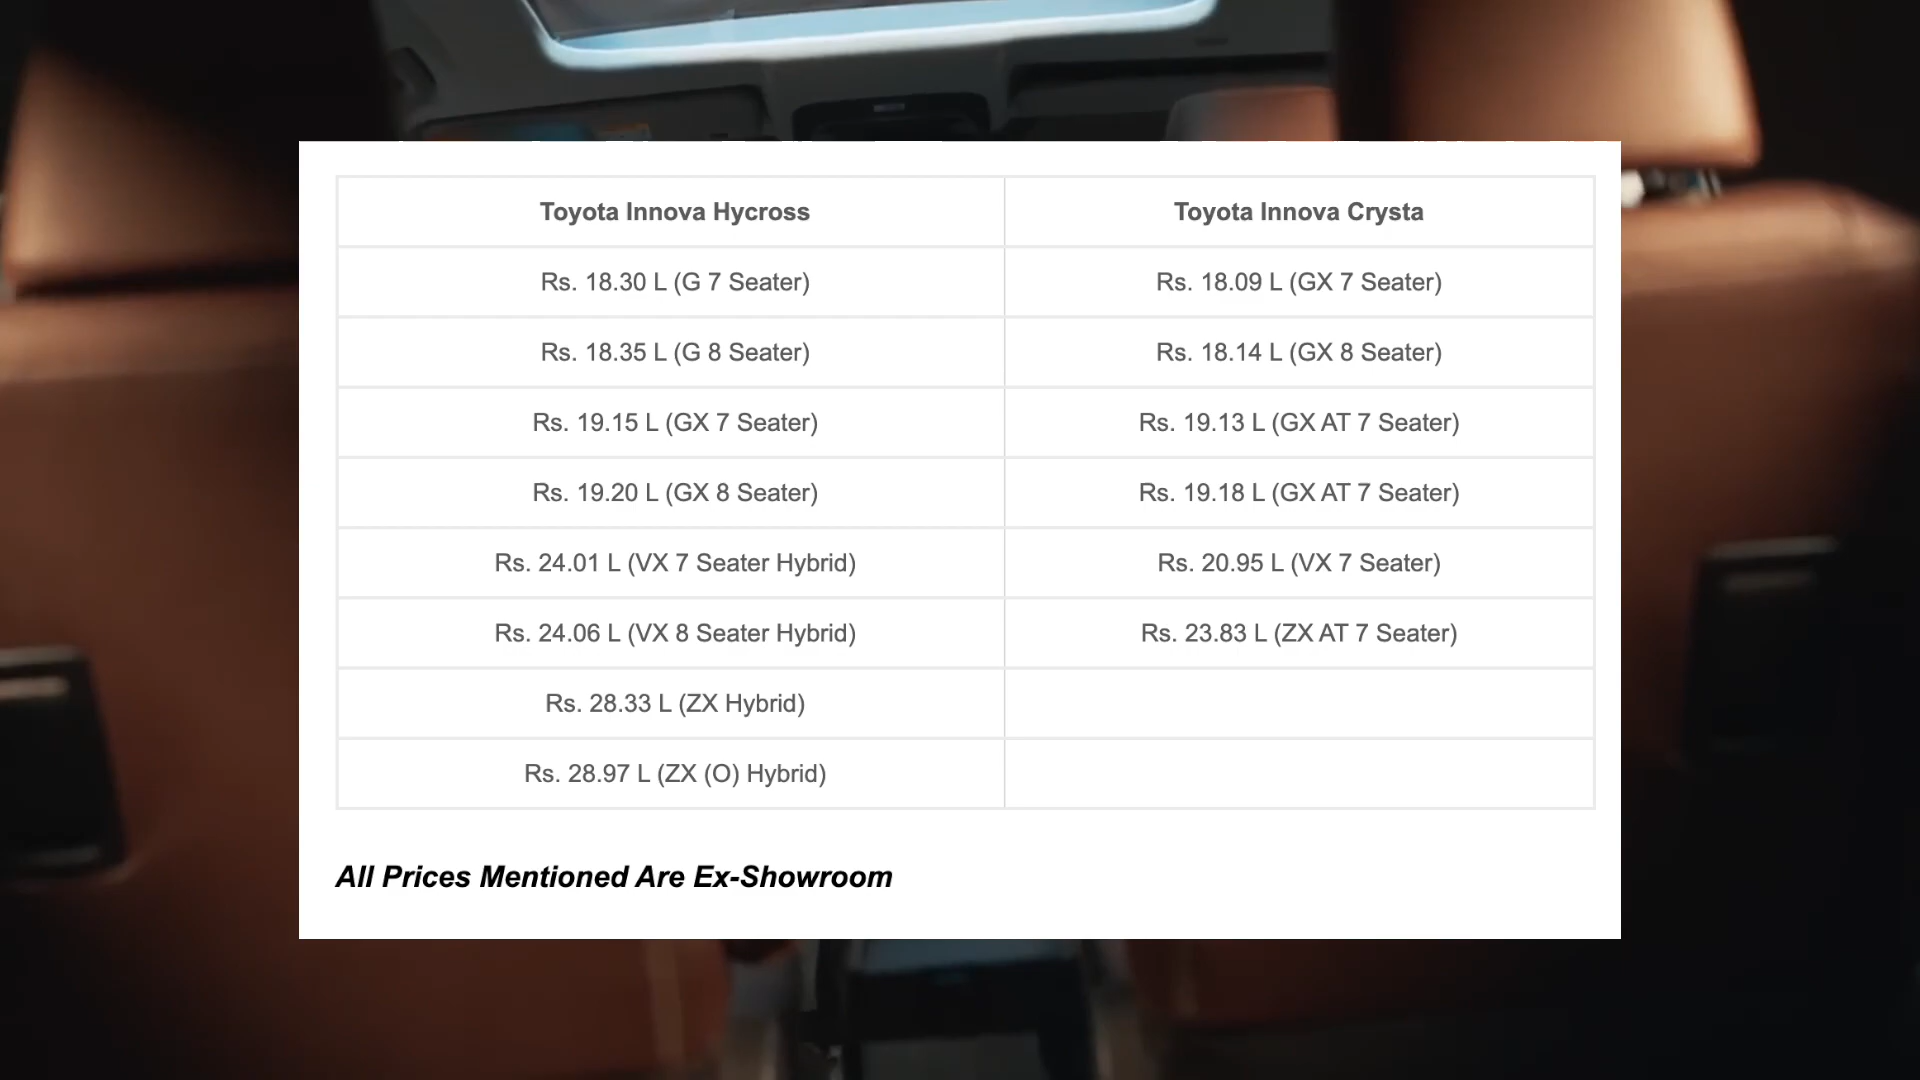 Toyota Innova Hycross Toyota Innova Crysta
Rs. 18.30 L (G 7 Seater) Rs. 18.09 L (GX 7 Seater)
Rs. 18.35 L (G 8 Seater) Rs. 18.14 L (GX 8 Seater)
Rs. 19.15 L (GX 7 Seater) Rs. 19.13 L (GX AT 7 Seater)
Rs. 19.20 L (GX 8 Seater) Rs. 19.18 L (GX AT 7 Seater)
Rs. 24.01 L (VX 7 Seater Hybrid) Rs. 20.95 L (VX 7 Seater)
Rs. 24.06 L (VX 8 Seater Hybrid) Rs. 23.83 L (ZX AT 7 Seater)
Rs. 28.33 L (ZX Hybrid)
Rs. 28.97 L (ZX (O) Hybrid)
All Prices Mentioned Are Ex-Showroom